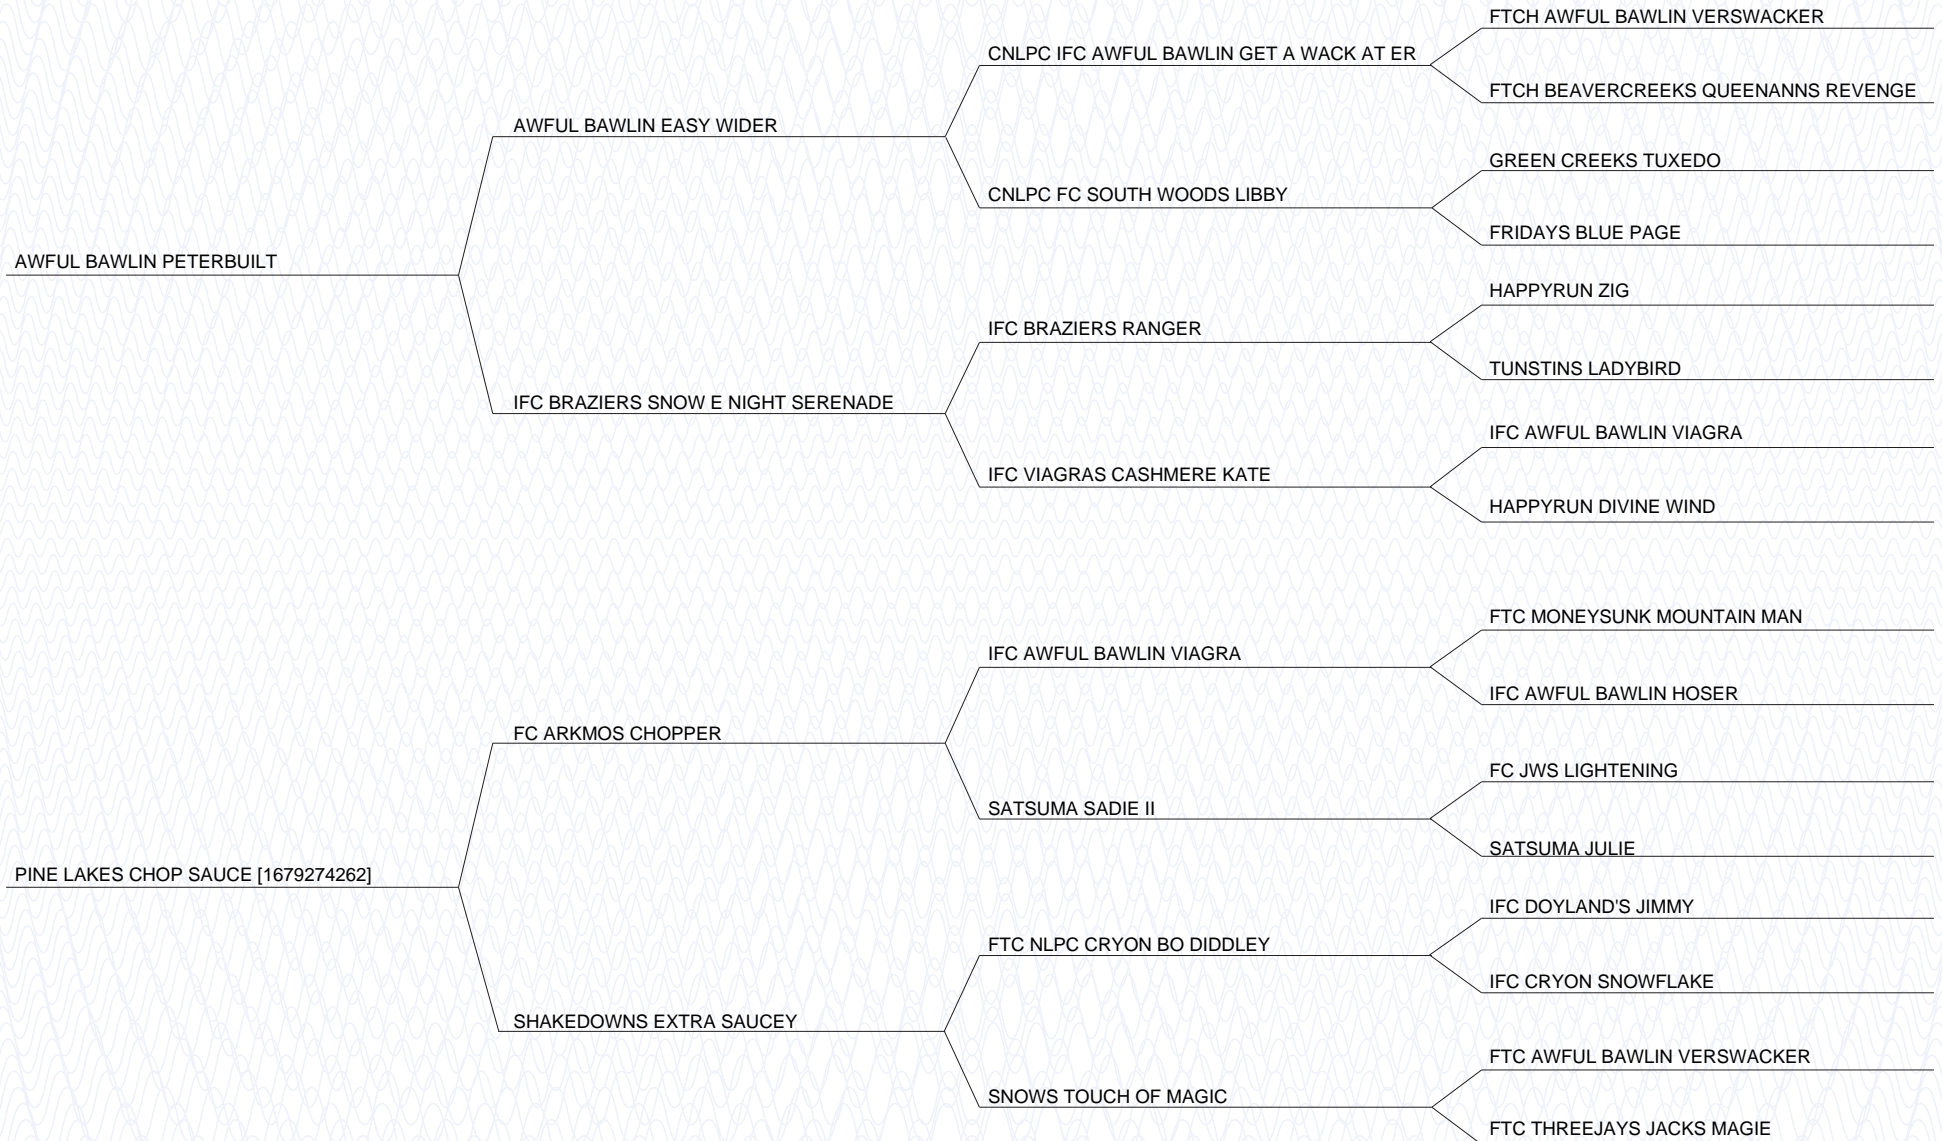 FTCH AWFUL BAWLIN VERSWACKER
CNLPC IFC AWFUL BAWLIN GET A WACK AT ER
FTCH BEAVERCREEKS QUEENANNS REVENGE
AWFUL BAWLIN EASY WIDER
GREEN CREEKS TUXEDO
CNLPC FC SOUTH WOODS LIBBY
FRIDAYS BLUE PAGE
AWFUL BAWLIN PETERBUILT
HAPPYRUN ZIG
IFC BRAZIERS RANGER
TUNSTINS LADYBIRD
IFC BRAZIERS SNOW E NIGHT SERENADE
IFC AWFUL BAWLIN VIAGRA
IFC VIAGRAS CASHMERE KATE
HAPPYRUN DIVINE WIND
FTC MONEYSUNK MOUNTAIN MAN
IFC AWFUL BAWLIN VIAGRA
IFC AWFUL BAWLIN HOSER
FC ARKMOS CHOPPER
FC JWS LIGHTENING
SATSUMA SADIE II
SATSUMA JULIE
PINE LAKES CHOP SAUCE [1679274262]
IFC DOYLAND'S JIMMY
FTC NLPC CRYON BO DIDDLEY
IFC CRYON SNOWFLAKE
SHAKEDOWNS EXTRA SAUCEY
FTC AWFUL BAWLIN VERSWACKER
SNOWS TOUCH OF MAGIC
FTC THREEJAYS JACKS MAGIE